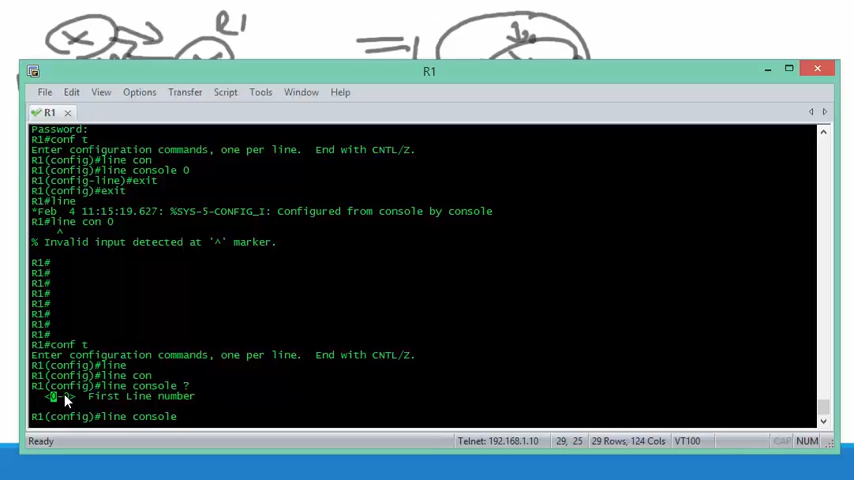 R1
R1
File Edit View Options Transfer Script Tools Window Help
R1
Password:
R1#conf t
Enter configuration commands, one per line.  End with CNTL/Z.
R1(config)#line con
R1(config)#line console 0
R1(config-line)#exit
R1(config)#exit
R1#line
*Feb  4 11:15:19.627: %SYS-5-CONFIG_I: Configured from console by console
R1#line con 0
^
% Invalid input detected at '^' marker.
R1#
R1#
R1#
R1#
R1#
R1#
R1#
R1#
R1#conf t
Enter configuration commands, one per line.  End with CNTL/Z.
R1(config)#line
R1(config)#line con
R1(config)#line console ?
<0-0>  First Line number
R1(config)#line console
Ready Telnet: 192.168.1.10 29, 25 29 Rows, 124 Cols VT100 CAP NUM